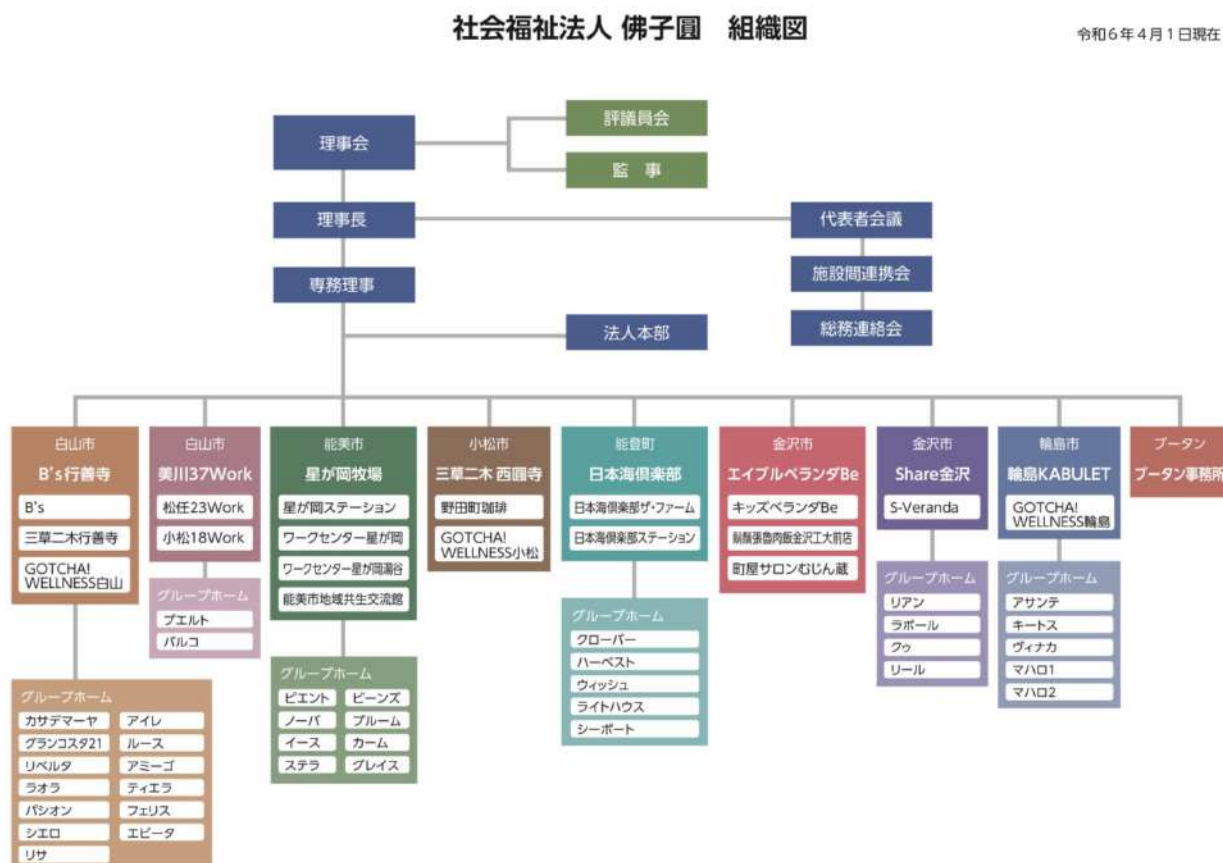 社会福祉法人 佛子圓　組織図
令和6年4月1日現在
理事会
評議員会
監　事
理事長
代表者会議
専務理事
施設間連携会
法人本部
総務連絡会
白山市
B's行善寺
B's
三草二木行善寺
GOTCHA!
WELLNESS白山
グループホーム
カサデマーヤ
アイレ
グランコスタ21
ルース
リベルタ
アミーゴ
ラオラ
ティエラ
パシオン
フェリス
シエロ
エピータ
リサ
白山市
美川37Work
松任23Work
小松18Work
グループホーム
プエルト
バルコ
能美市
星が岡牧場
星が岡ステーション
ワークセンター星が岡
ワークセンター星が岡湯谷
能美市地域共生交流館
グループホーム
ビエント
ビーンズ
ノーバ
ブルーム
イース
カーム
ステラ
グレイス
小松市
三草二木 西圓寺
野田町珈琲
GOTCHA!
WELLNESS小松
能登町
日本海倶楽部
日本海倶楽部ザ・ファーム
日本海倶楽部ステーション
グループホーム
クローバー
ハーベスト
ウィッシュ
ライトハウス
シーポート
金沢市
エイブルベランダBe
キッズベランダBe
張魯肉飯金沢工大前店
町屋サロンむじん蔵
金沢市
Share金沢
S-Veranda
グループホーム
リアン
ラポール
クゥ
リール
輪島市
輪島KABULET
GOTCHA!
WELLNESS輪島
グループホーム
アサンテ
キートス
ヴィナカ
マハロ1
マハロ2
ブータン
ブータン事務所